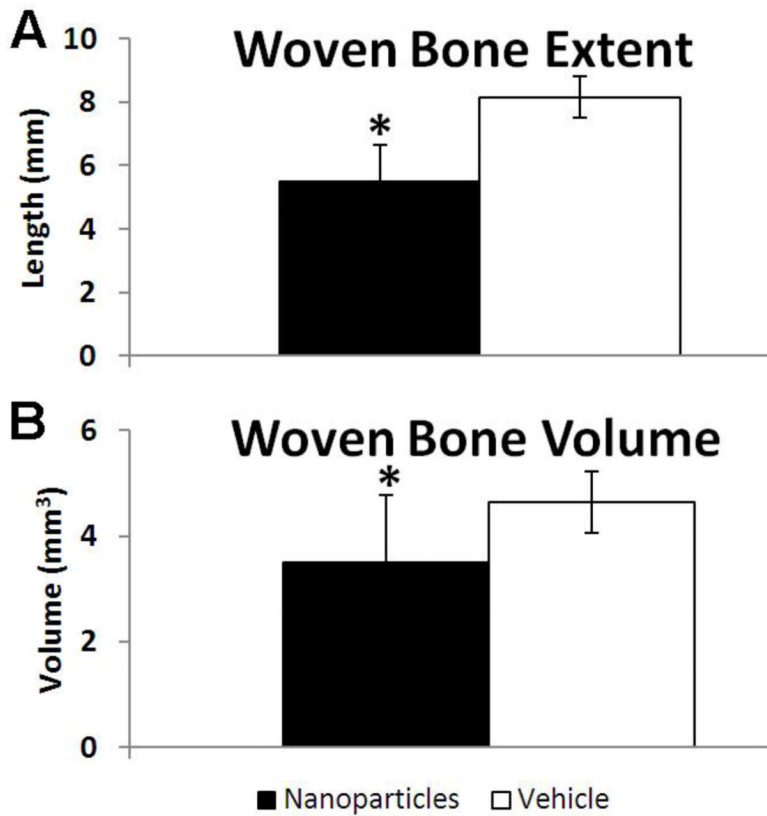 A
Woven Bone Extent
10
8
6
4
2
0
Length (mm)
*
B
Woven Bone Volume
6
4
2
0
Volume (mm³)
*
Nanoparticles Vehicle